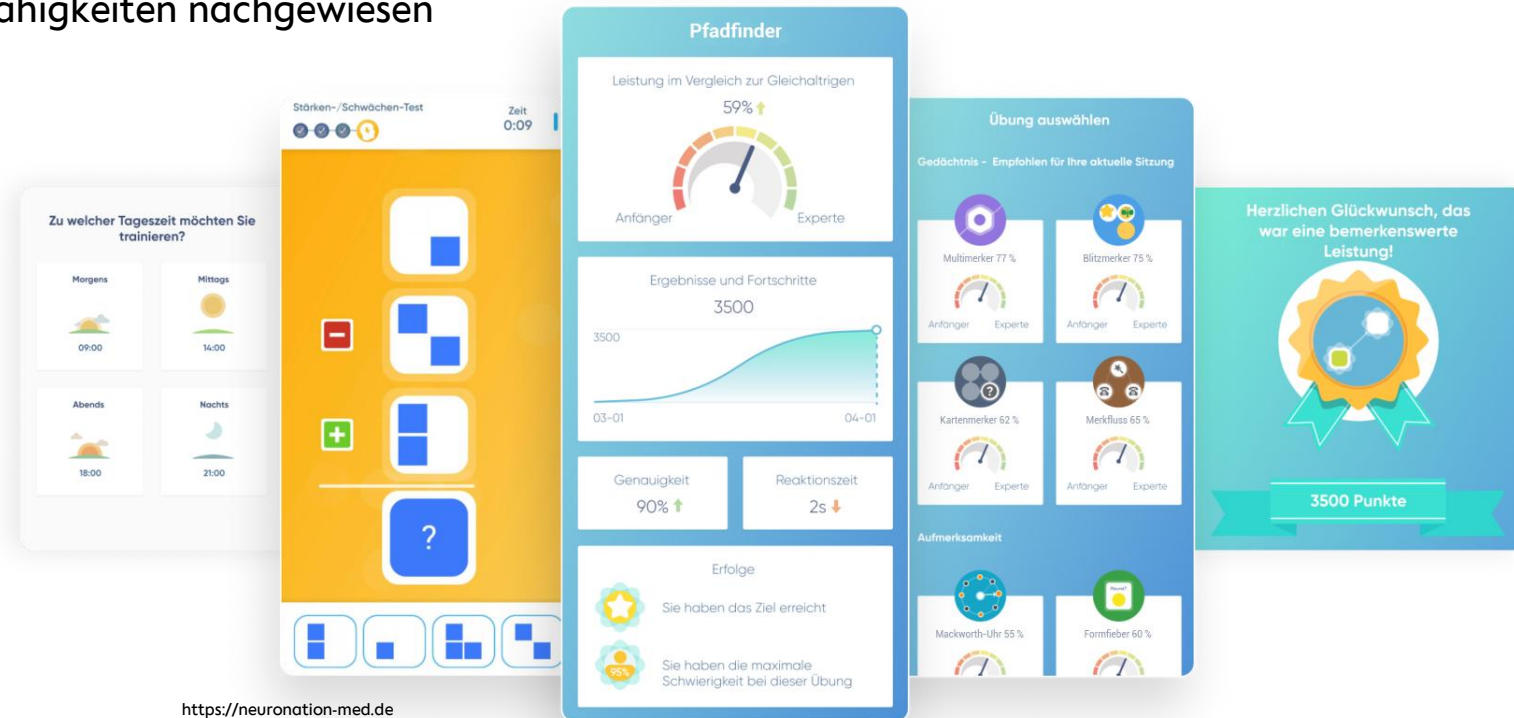 ähigkeiten nachgewiesen
Zu welcher Tageszeit möchten Sie
trainieren?
Morgens
09:00
Mittags
14:00
Abends
18:00
Nachts
21:00
Stärken-/Schwächen-Test
Zeit
0:09
?
Pfadfinder
Leistung im Vergleich zur Gleichaltrigen
59%
Anfänger
Experte
Ergebnisse und Fortschritte
3500
3500
03-01
04-01
Genauigkeit
90%
Reaktionszeit
2s
Erfolge
Sie haben das Ziel erreicht
95%
Sie haben die maximale
Schwierigkeit bei dieser Übung
Übung auswählen
Gedächtnis - Empfohlen für Ihre aktuelle Sitzung
Multimerker 77 %
Anfänger
Experte
Blitzmerker 75 %
Anfänger
Experte
?
Kartenmerker 62 %
Anfänger
Experte
Merkfluss 65 %
Anfänger
Experte
Aufmerksamkeit
Mackworth-Uhr 55 %
Formfieber 60 %
Herzlichen Glückwunsch, das
war eine bemerkenswerte
Leistung!
3500 Punkte
https://neuronation-med.de